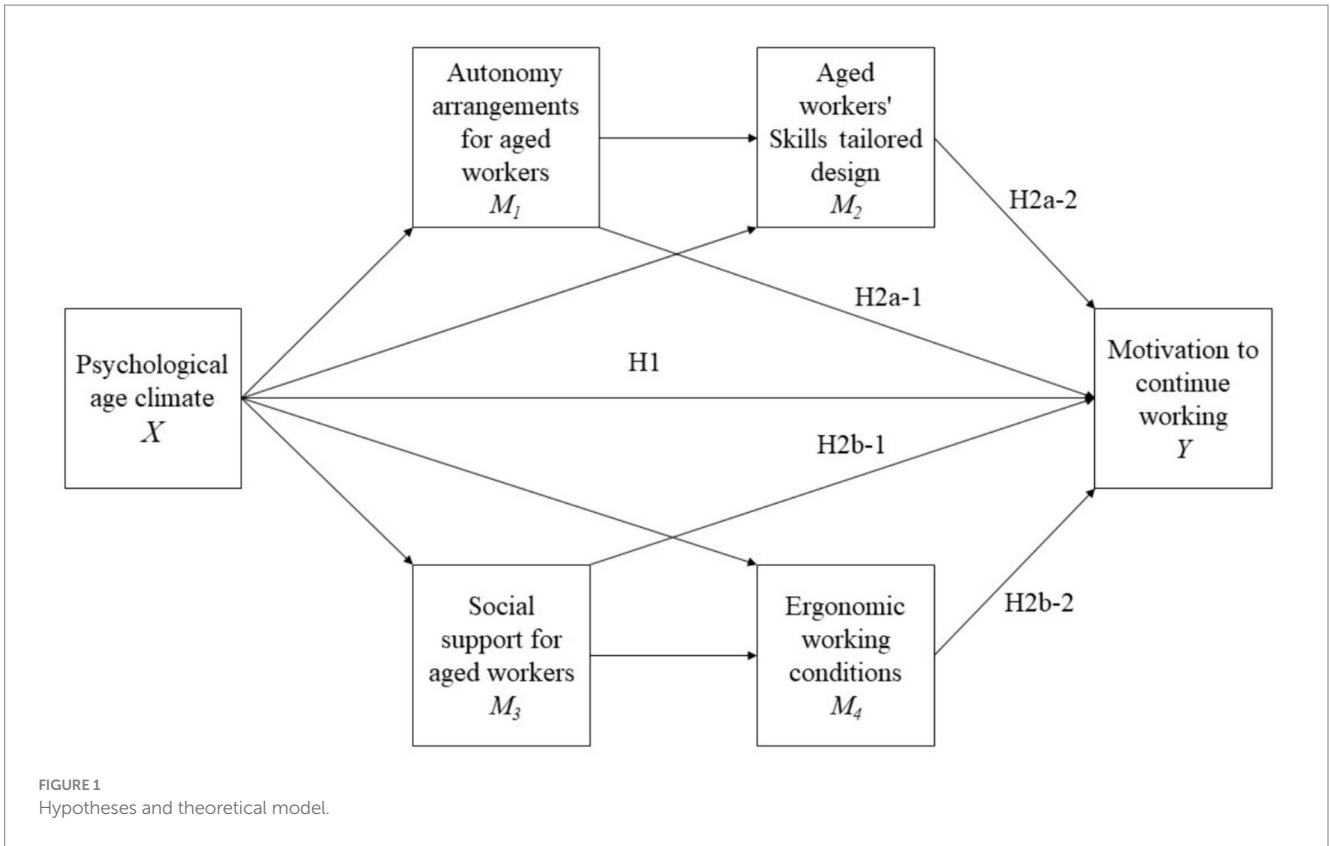 Autonomy
arrangements
for aged
workers
M1
Aged
workers'
Skills tailored
design
M2
H2a-2
H2a-1
Psychological
age climate
X
H1
Motivation to
continue
working
Y
H2b-1
Social
support for
aged workers
M3
Ergonomic
working
conditions
M4
H2b-2
FIGURE 1
Hypotheses and theoretical model.